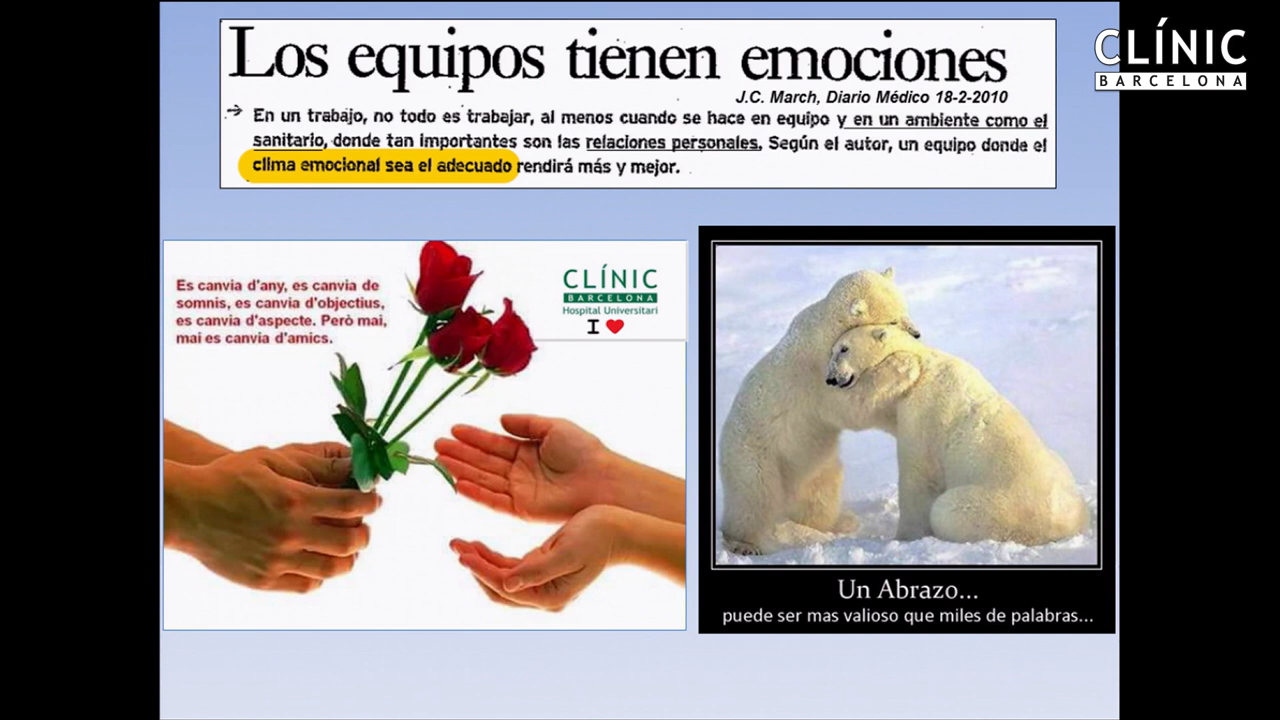 Los equipos tienen emociones
J.C. March, Diario Médico 18-2-2010
→ En un trabajo, no todo es trabajar, al menos cuando se hace en equipo y en un ambiente como el
sanitario, donde tan importantes son las relaciones personales. Según el autor, un equipo donde el
clima emocional sea el adecuado rendirá más y mejor.
CLÍNIC
BARCELONA
Es canvia d'any, es canvia de
somnis, es canvia d'objectius,
es canvia d'aspecte. Però mai,
mai es canvia d'amics.
CLÍNIC
BARCELONA
Hospital Universitari
I ❤
Un Abrazo...
puede ser mas valioso que miles de palabras...